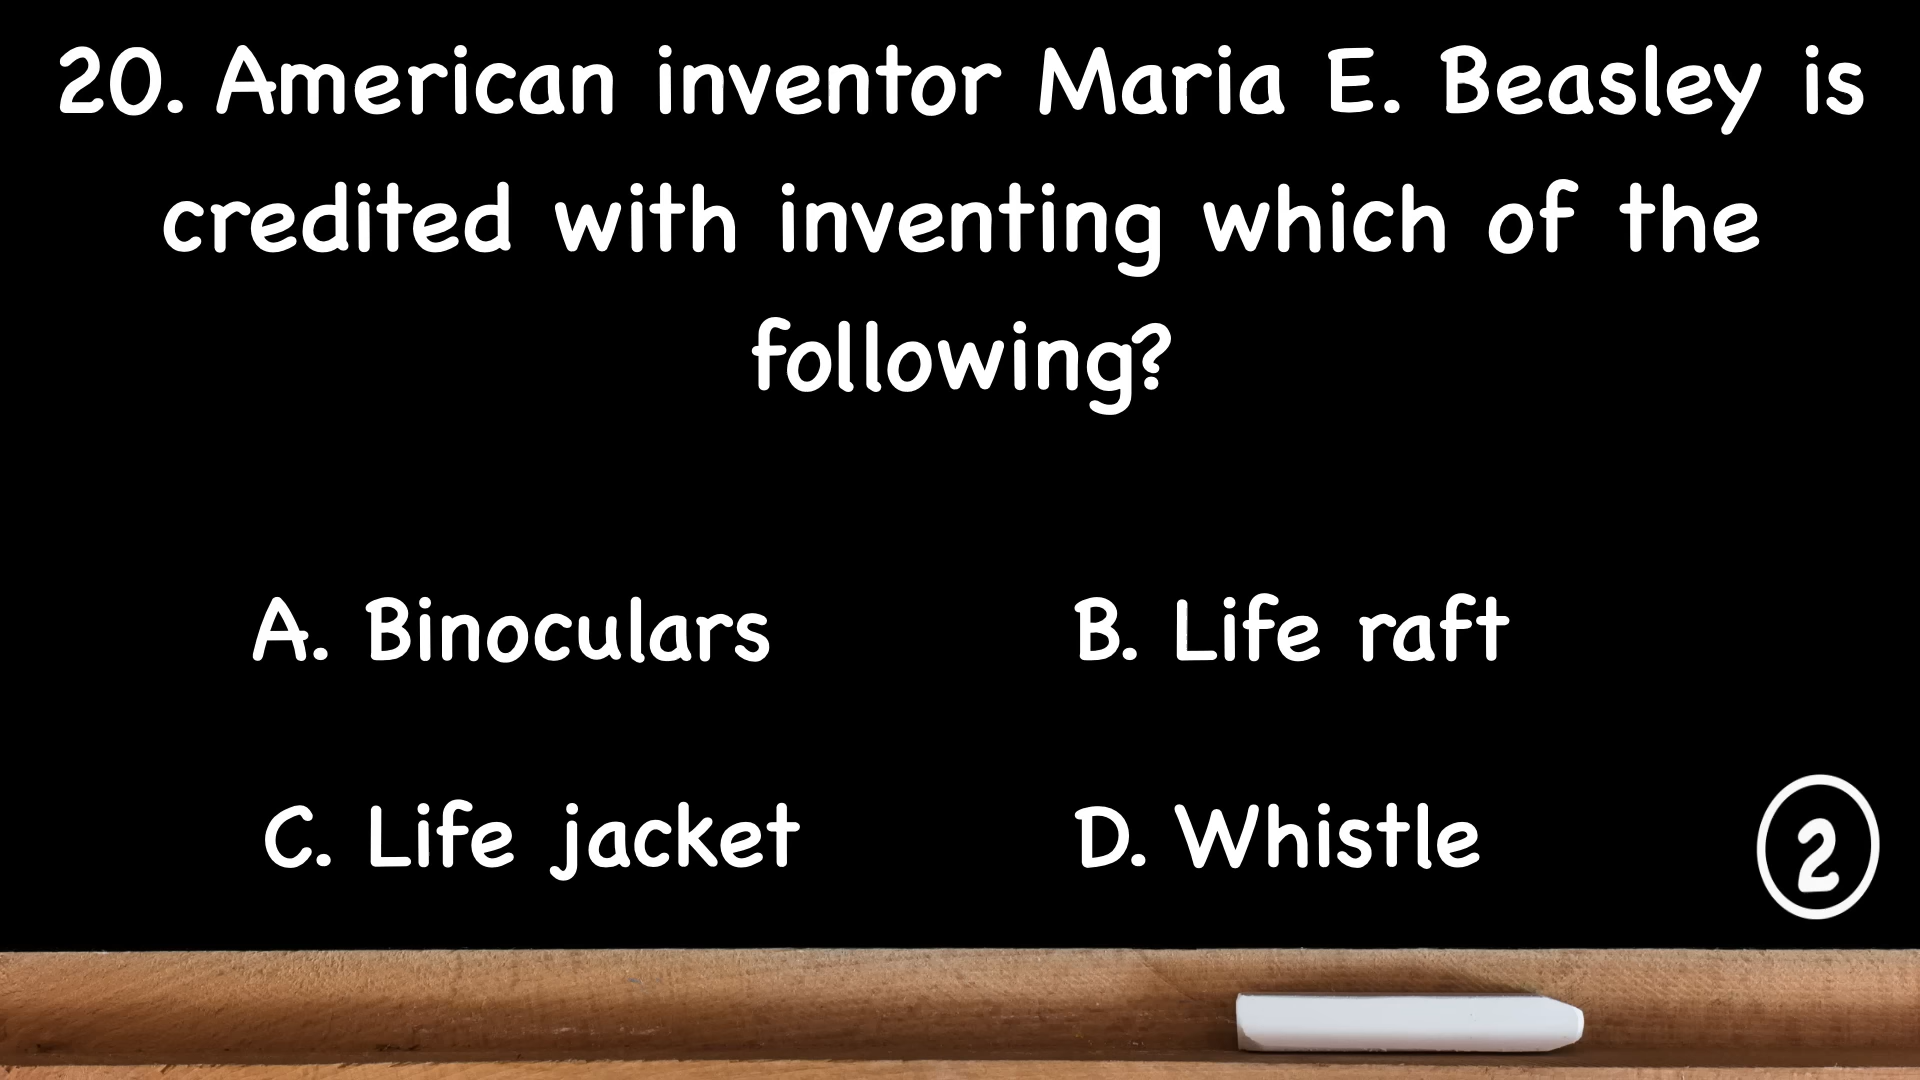 20. American inventor Maria E. Beasley is
credited with inventing which of the
following?
A. Binoculars
B. Life raft
C. Life jacket
D. Whistle
2